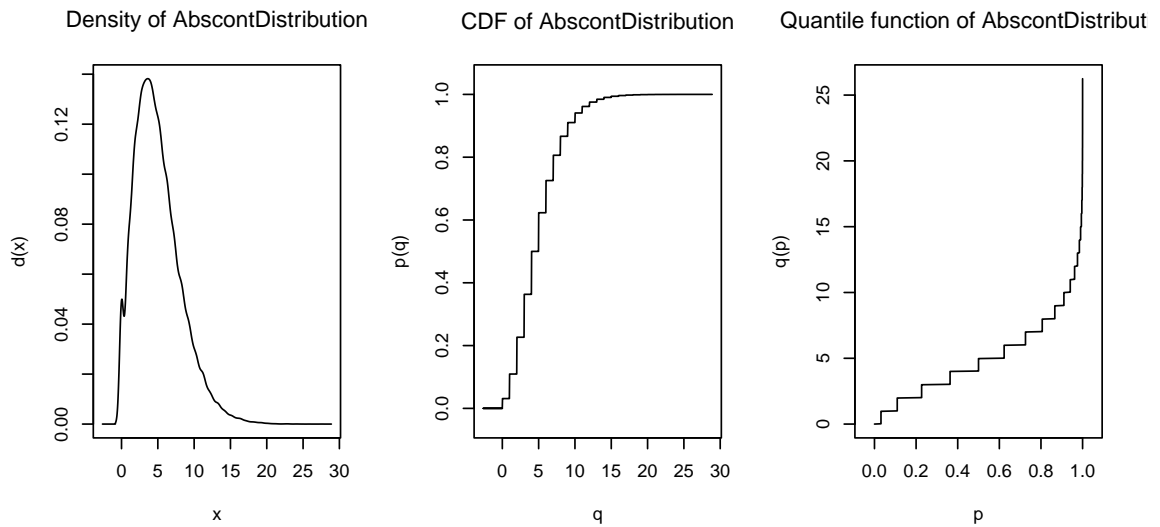 Density of AbscontDistribution
d(x)
0.00 0.04 0.08 0.12
0 5 10 15 20 25 30
x
CDF of AbscontDistribution
p(q)
0.0 0.2 0.4 0.6 0.8 1.0
0 5 10 15 20 25 30
q
Quantile function of AbscontDistribut
q(p)
0 5 10 15 20 25
0.0 0.2 0.4 0.6 0.8 1.0
p